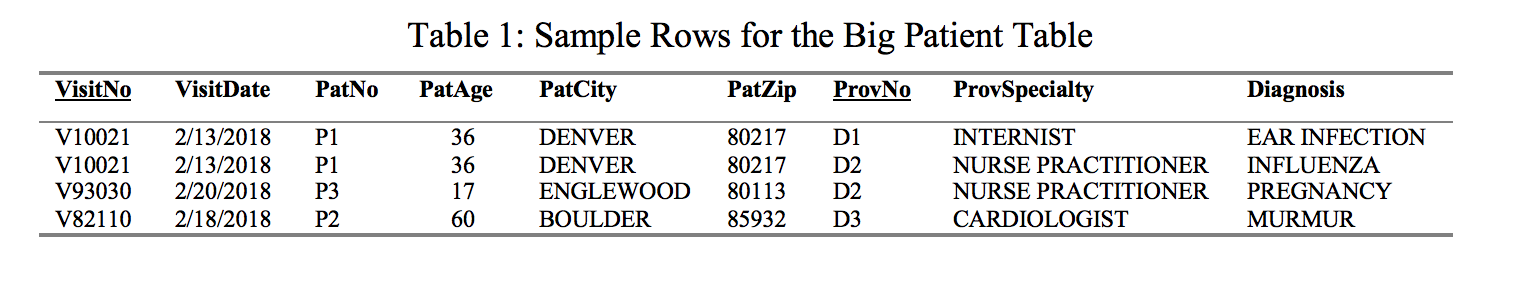 Table 1: Sample Rows for the Big Patient Table
VisitNo VisitDate PatNo PatAge PatCity PatZip ProvNo ProvSpecialty Diagnosis
V10021 2/13/2018 P1 36 DENVER 80217 D1 INTERNIST EAR INFECTION
V10021 2/13/2018 P1 36 DENVER 80217 D2 NURSE PRACTITIONER INFLUENZA
V93030 2/20/2018 P3 17 ENGLEWOOD 80113 D2 NURSE PRACTITIONER PREGNANCY
V82110 2/18/2018 P2 60 BOULDER 85932 D3 CARDIOLOGIST MURMUR